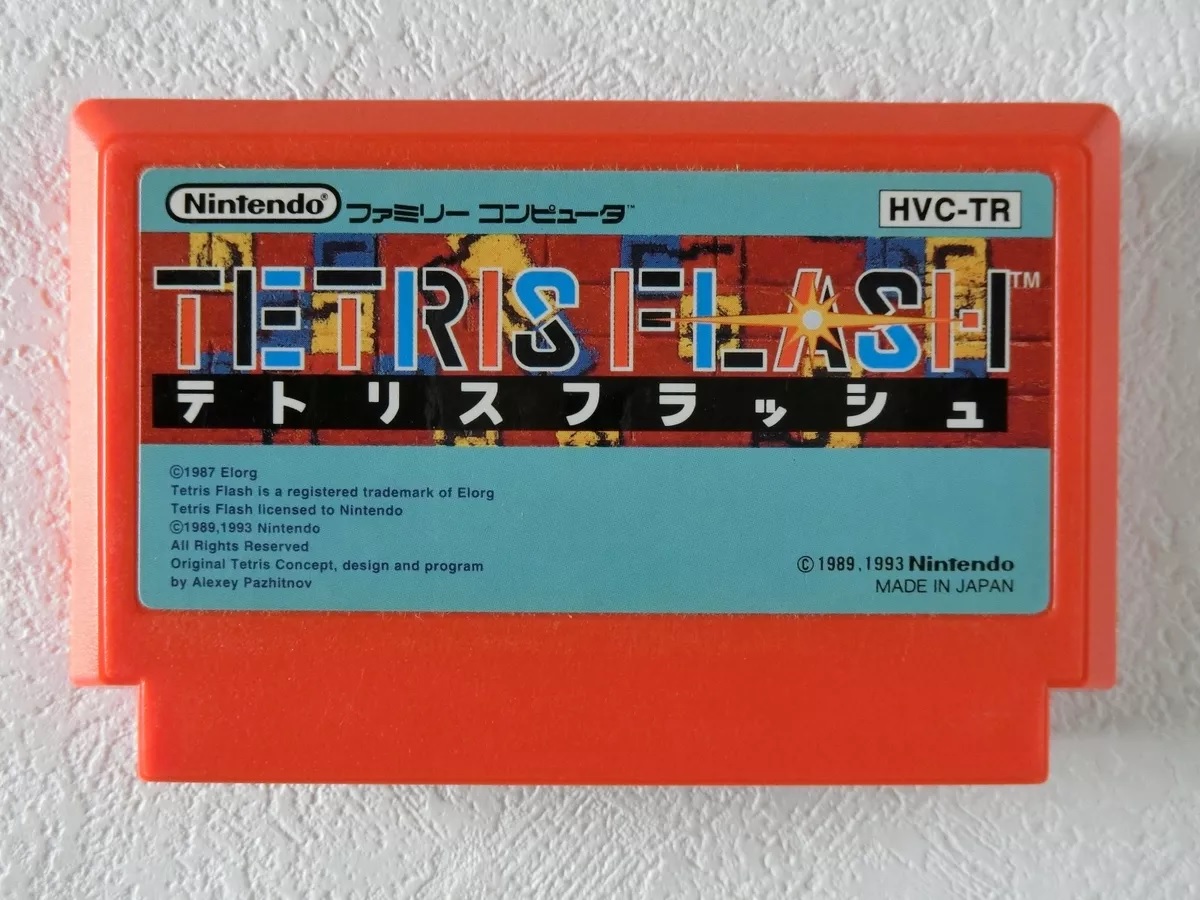 Nintendo® ファミリー コンピュータ™
HVC-TR
TETRIS FLASH™
テトリスフラッシュ
©1987 Elorg
Tetris Flash is a registered trademark of Elorg
Tetris Flash licensed to Nintendo
©1989,1993 Nintendo
All Rights Reserved
Original Tetris Concept, design and program
by Alexey Pazhitnov
©1989,1993 Nintendo
MADE IN JAPAN